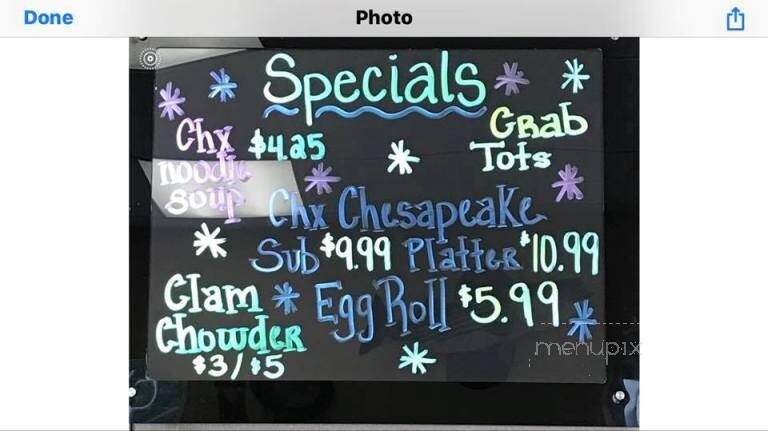 Done
Photo
Specials
Chx
noodle
soup
$4.25
Crab
Tots
Chx Chesapeake
Sub $9.99 Platter $10.99
Clam
Chowder
$3/$5
Egg Roll $5.99
menupix